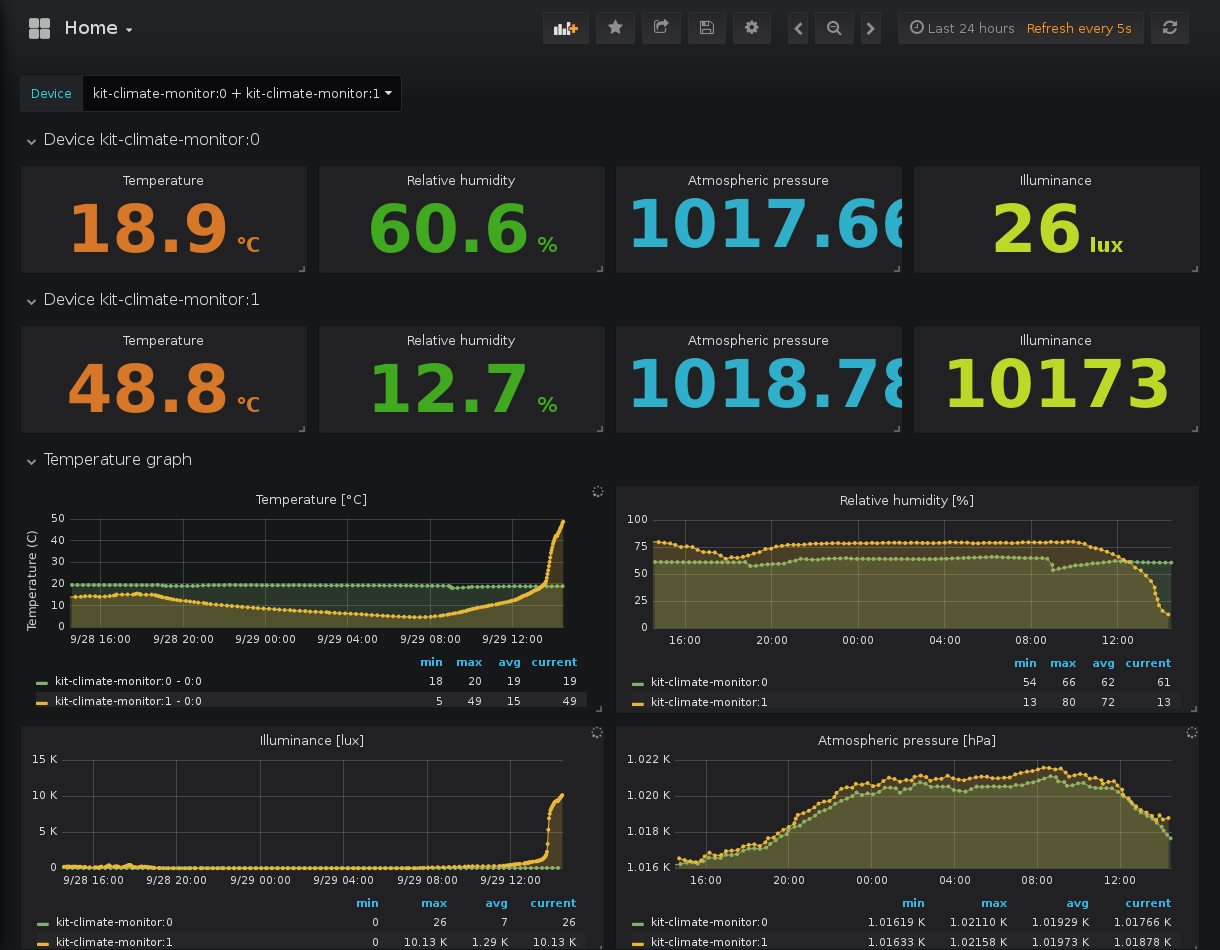 Home
Last 24 hours Refresh every 5s
Device kit-climate-monitor:0 + kit-climate-monitor:1
Device kit-climate-monitor:0
Temperature Relative humidity Atmospheric pressure Illuminance
18.9 °C 60.6 % 1017.66 26 lux
Device kit-climate-monitor:1
Temperature Relative humidity Atmospheric pressure Illuminance
48.8 °C 12.7 % 1018.78 10173
Temperature graph
Temperature [°C]
Temperature (C)
50
40
30
20
10
0
9/28 16:00 9/28 20:00 9/29 00:00 9/29 04:00 9/29 08:00 9/29 12:00
min max avg current
kit-climate-monitor:0 - 0:0 18 20 19 19
kit-climate-monitor:1 - 0:0 5 49 15 49
Relative humidity [%]
100
75
50
25
0
16:00 20:00 00:00 04:00 08:00 12:00
min max avg current
kit-climate-monitor:0 54 66 62 61
kit-climate-monitor:1 13 80 72 13
Illuminance [lux]
15 K
10 K
5 K
0
9/28 16:00 9/28 20:00 9/29 00:00 9/29 04:00 9/29 08:00 9/29 12:00
min max avg current
kit-climate-monitor:0 0 26 7 26
kit-climate-monitor:1 0 10.13 K 1.29 K 10.13 K
Atmospheric pressure [hPa]
1.022 K
1.020 K
1.018 K
1.016 K
16:00 20:00 00:00 04:00 08:00 12:00
min max avg current
kit-climate-monitor:0 1.01619 K 1.02110 K 1.01929 K 1.01766 K
kit-climate-monitor:1 1.01633 K 1.02158 K 1.01973 K 1.01878 K